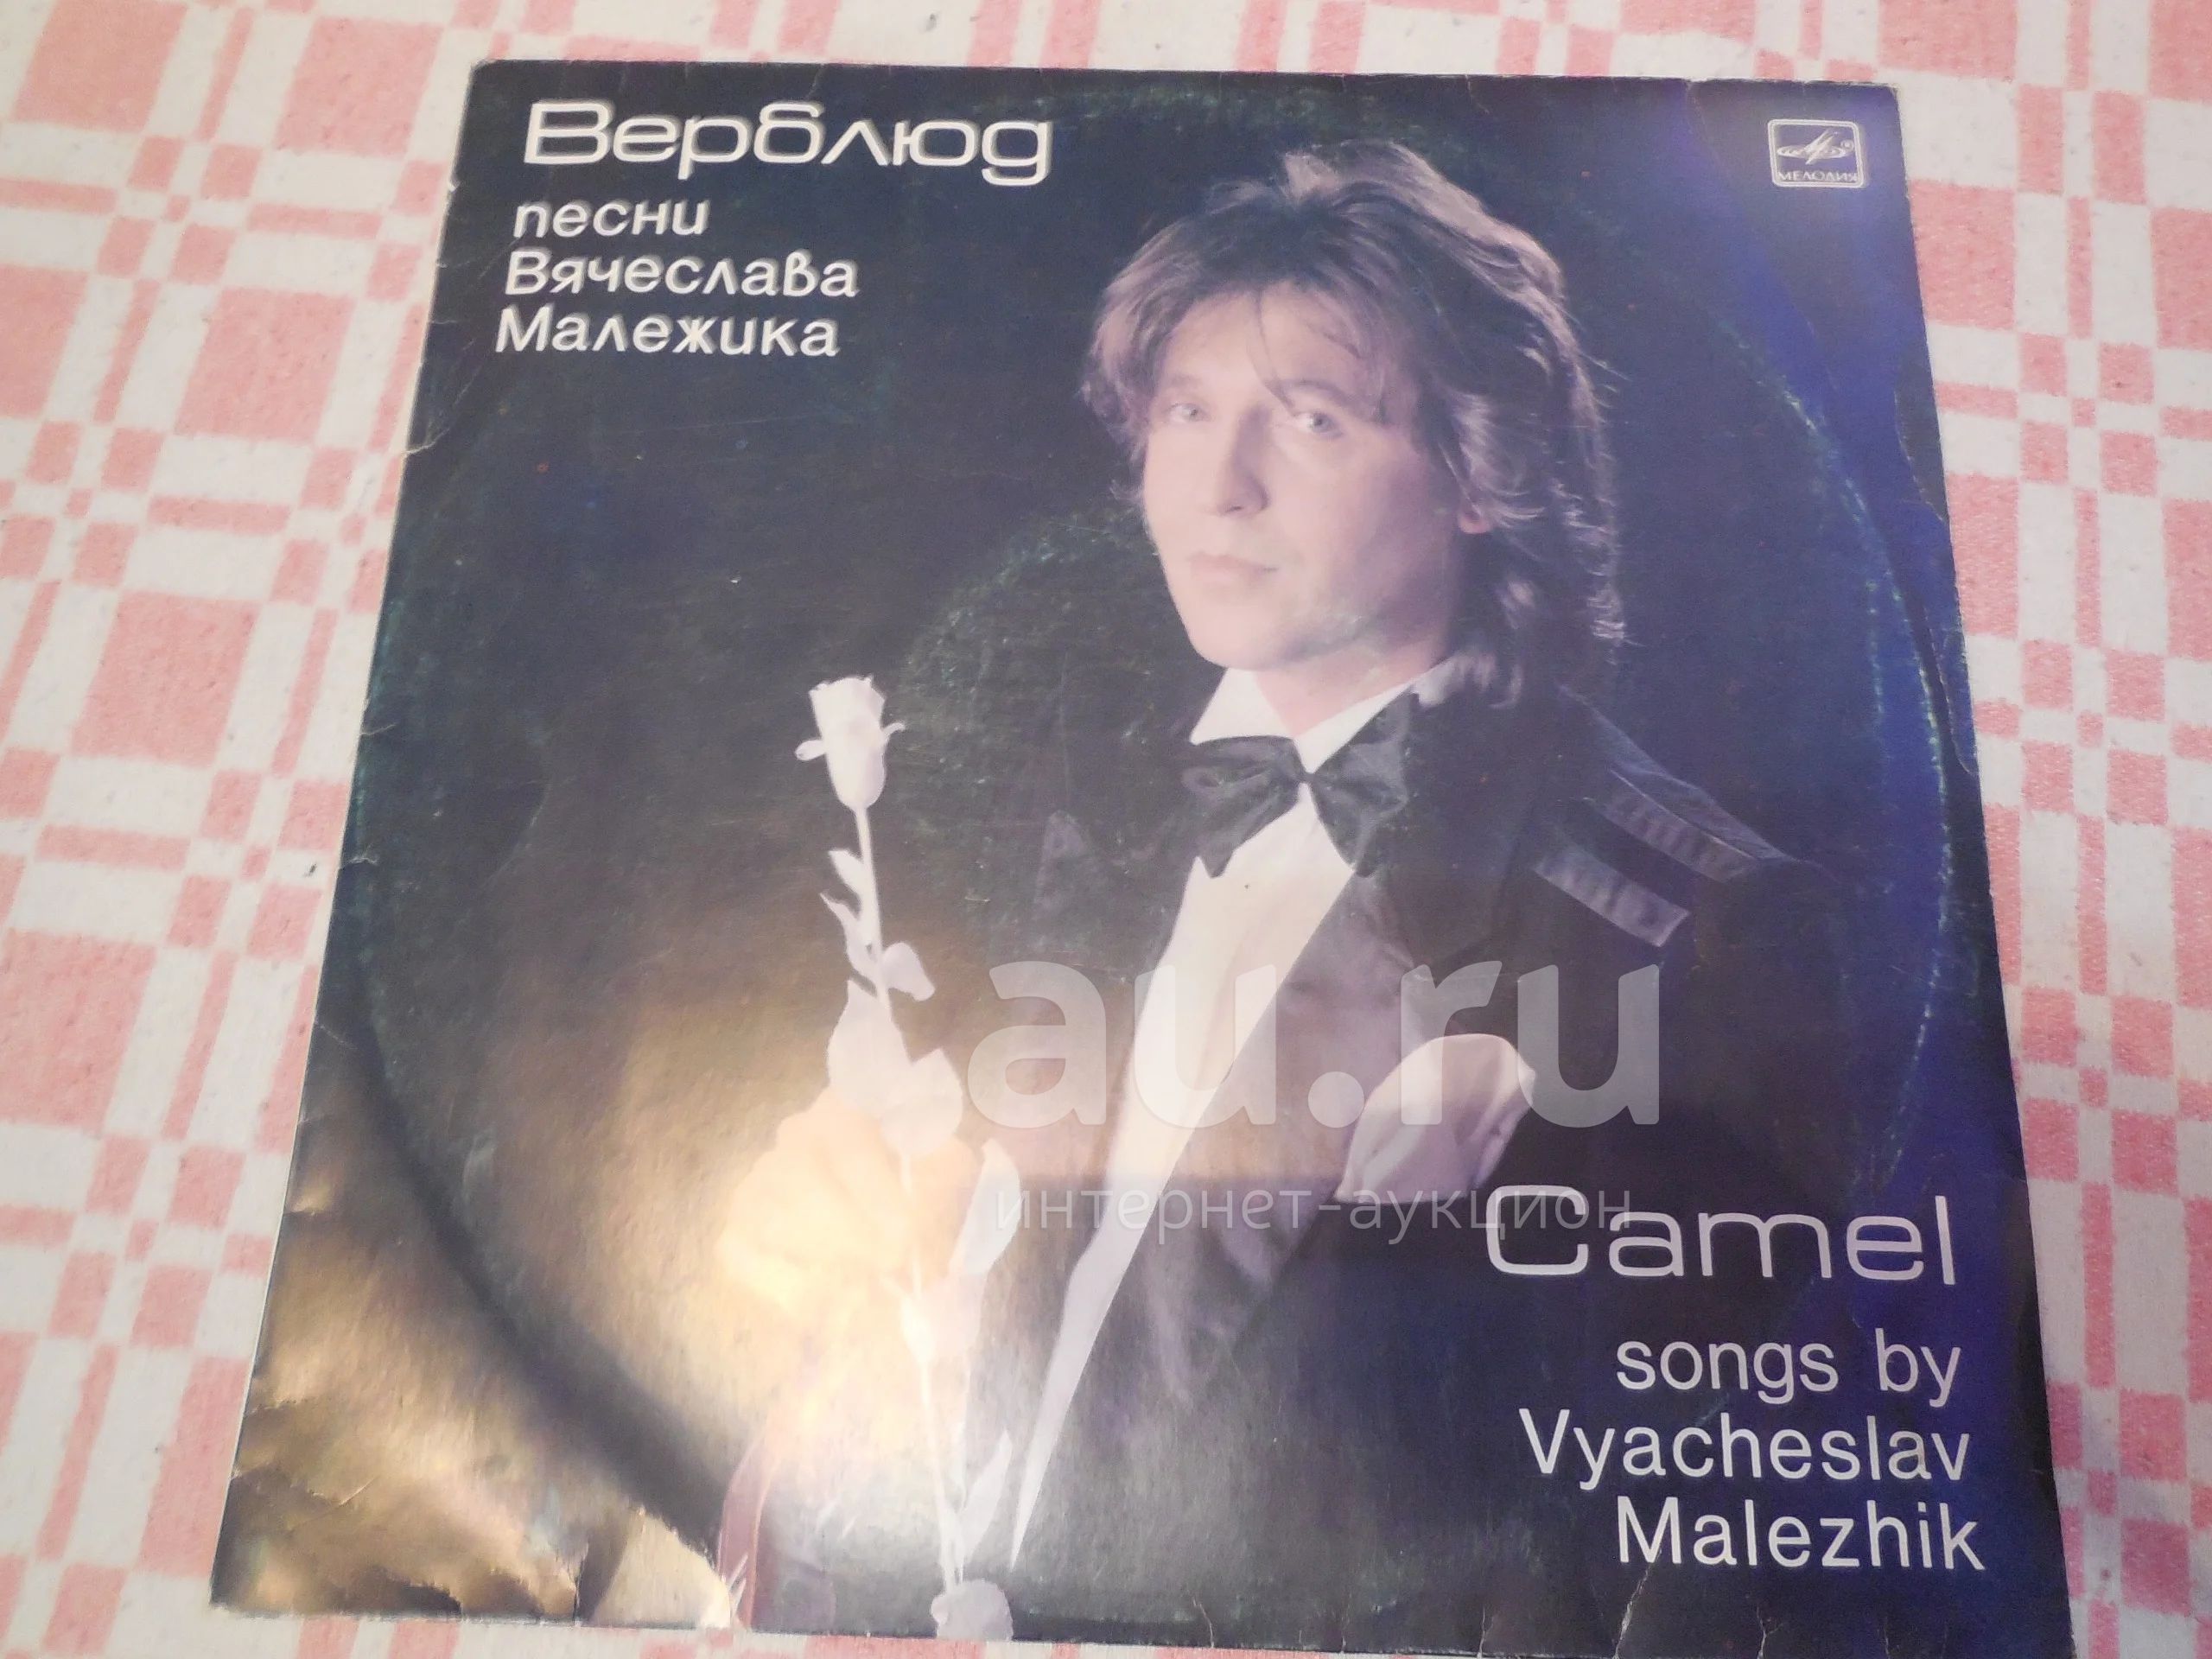 Верблюд
песни
Вячеслава
Малежика
МЕЛОДИЯ
au.ru
интернет-аукцион
Camel
songs by
Vyacheslav
Malezhik